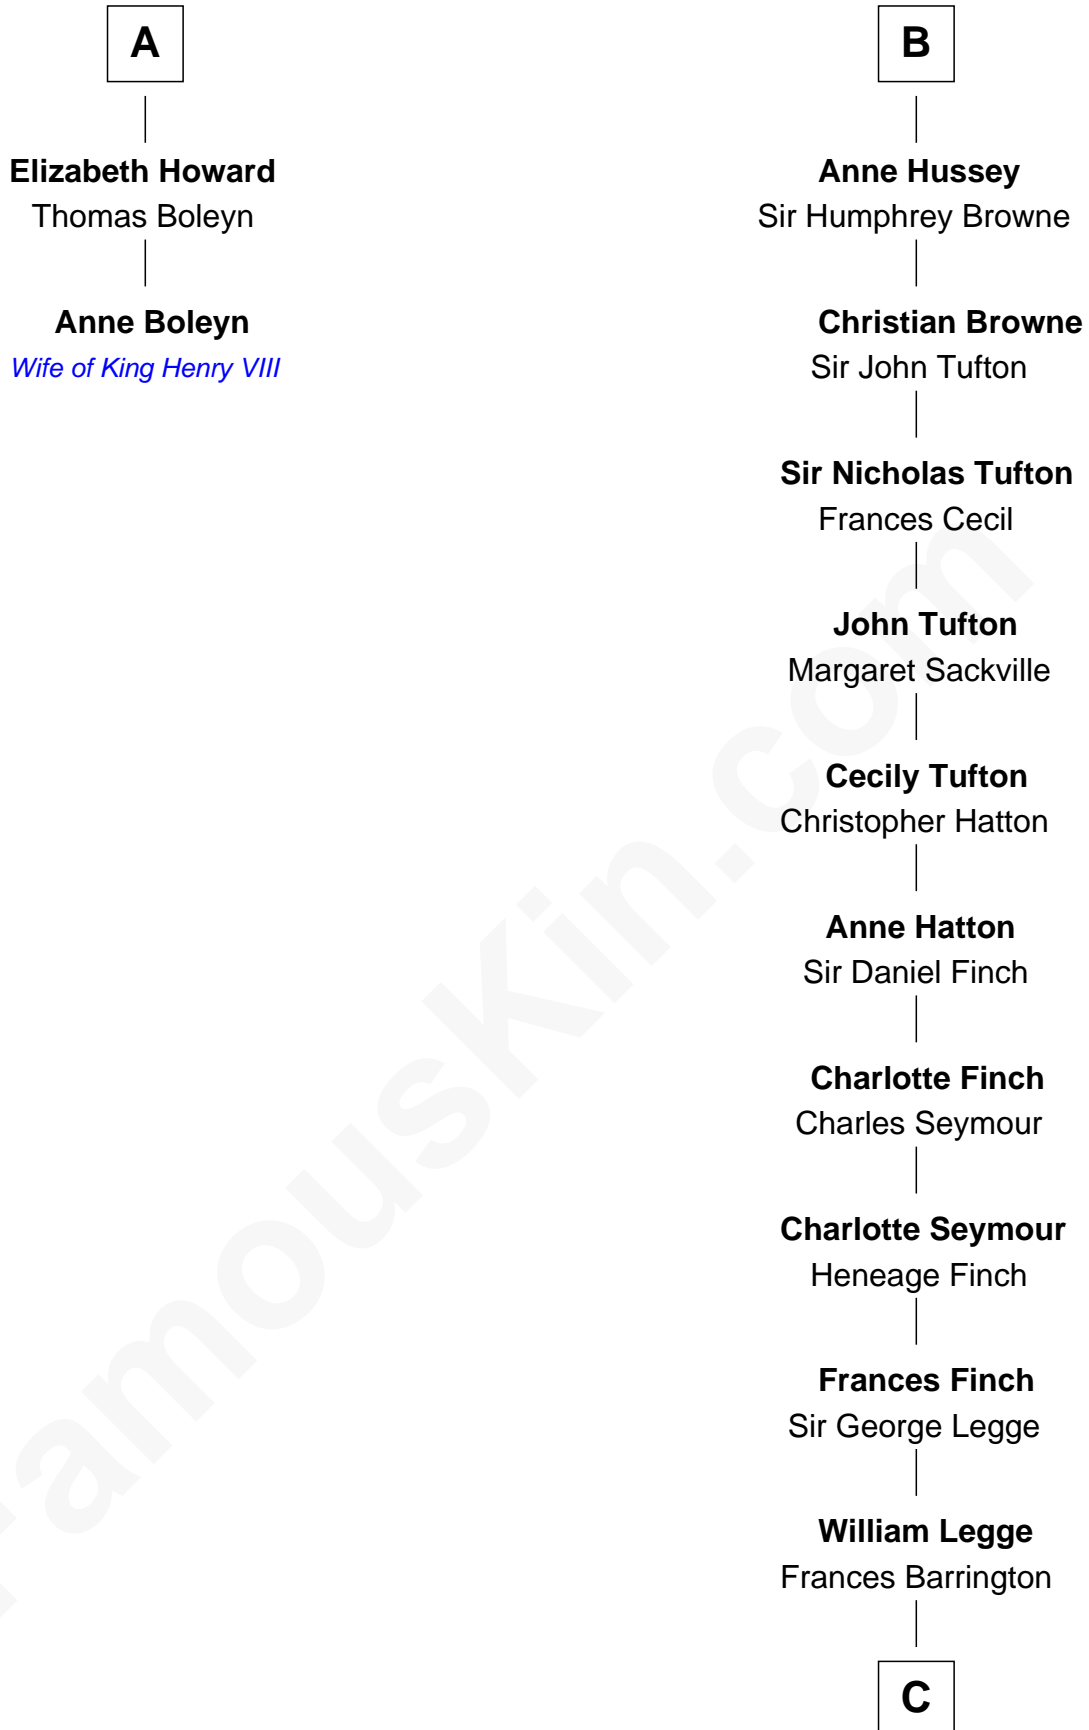 A
Elizabeth Howard
Thomas Boleyn
Anne Boleyn
Wife of King Henry VIII
B
Anne Hussey
Sir Humphrey Browne
Christian Browne
Sir John Tufton
Sir Nicholas Tufton
Frances Cecil
John Tufton
Margaret Sackville
Cecily Tufton
Christopher Hatton
Anne Hatton
Sir Daniel Finch
Charlotte Finch
Charles Seymour
Charlotte Seymour
Heneage Finch
Frances Finch
Sir George Legge
William Legge
Frances Barrington
C
FamousKin.com